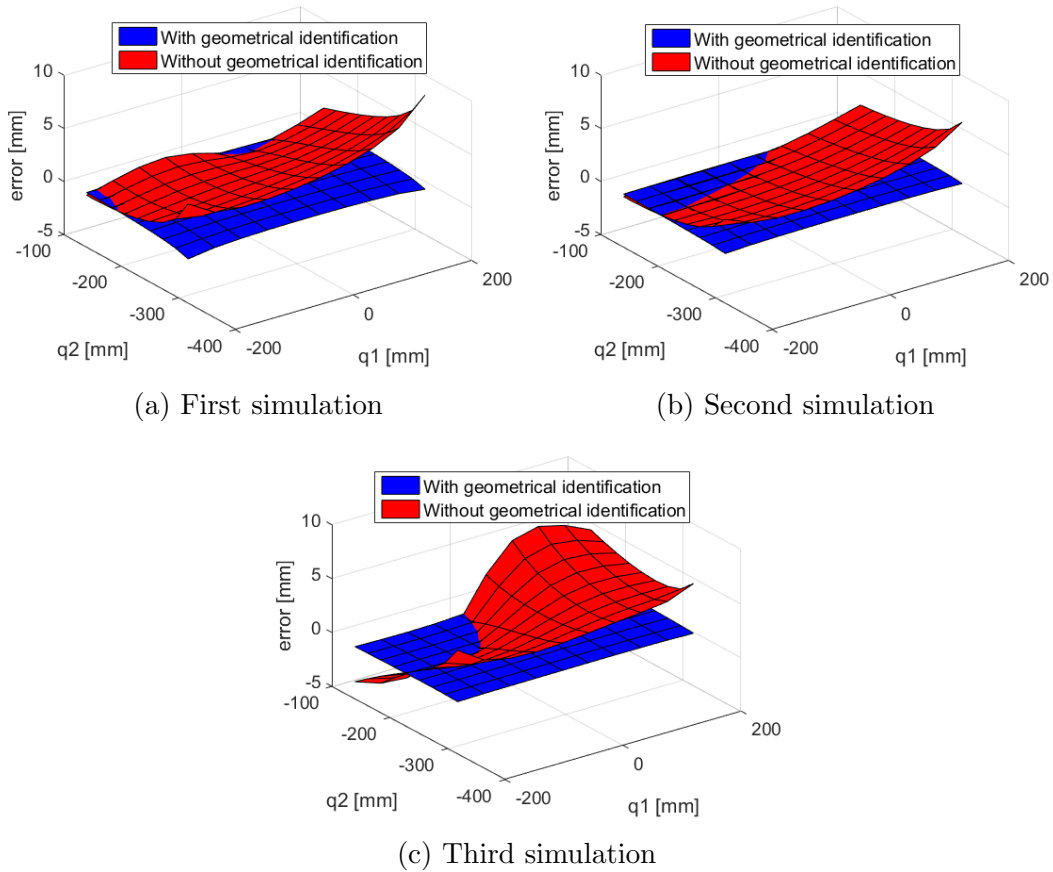 With geometrical identification
Without geometrical identification
10
5
0
-5
error [mm]
-100
-200
-300
-400
q2 [mm]
-200
0
200
q1 [mm]
(a) First simulation
With geometrical identification
Without geometrical identification
10
5
0
-5
error [mm]
-100
-200
-300
-400
q2 [mm]
-200
0
200
q1 [mm]
(b) Second simulation
With geometrical identification
Without geometrical identification
10
5
0
-5
error [mm]
-100
-200
-300
-400
q2 [mm]
-200
0
200
q1 [mm]
(c) Third simulation